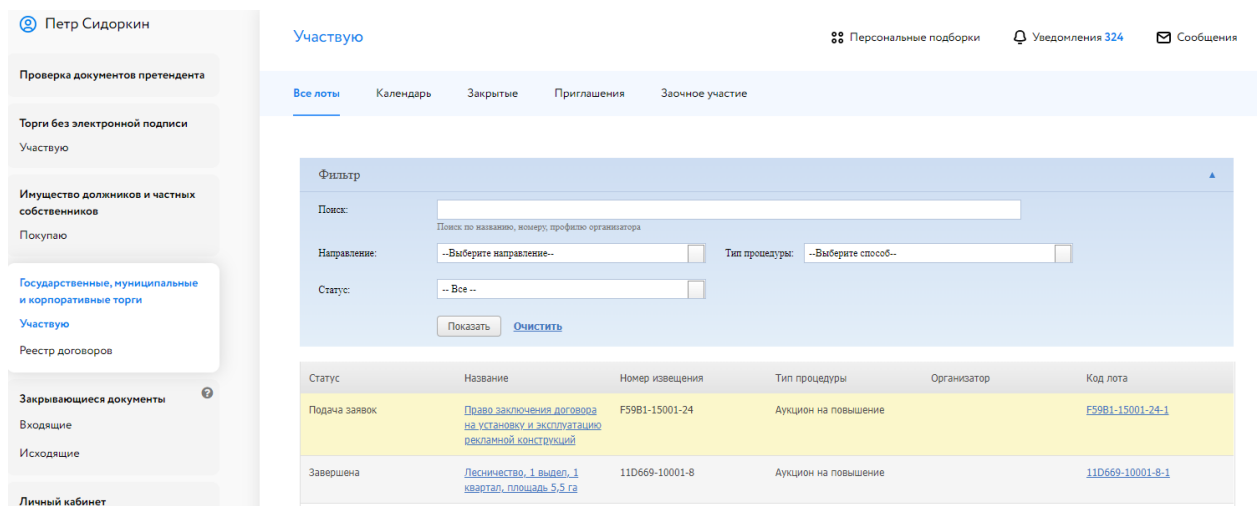 Петр Сидоркин
Проверка документов претендента
Торги без электронной подписи
Участвую
Имущество должников и частных
собственников
Покупаю
Государственные, муниципальные
и корпоративные торги
Участвую
Реестр договоров
Закрывающиеся документы
?
Входящие
Исходящие
Личный кабинет
Участвую
Персональные подборки
Уведомления 324
Сообщения
Все лоты Календарь Закрытые Приглашения Заочное участие
Фильтр
Поиск:
Поиск по названию, номеру, профилю организатора
Направление: --Выберите направление-- Тип процедуры: --Выберите способ--
Статус: -- Все --
Показать Очистить
Статус Название Номер извещения Тип процедуры Организатор Код лота
Подача заявок Право заключения договора F59B1-15001-24 Аукцион на повышение F59B1-15001-24-1
на установку и эксплуатацию
рекламной конструкций
Завершена Лесничество, 1 выдел, 1 11D669-10001-8 Аукцион на повышение 11D669-10001-8-1
квартал, площадь 5,5 га